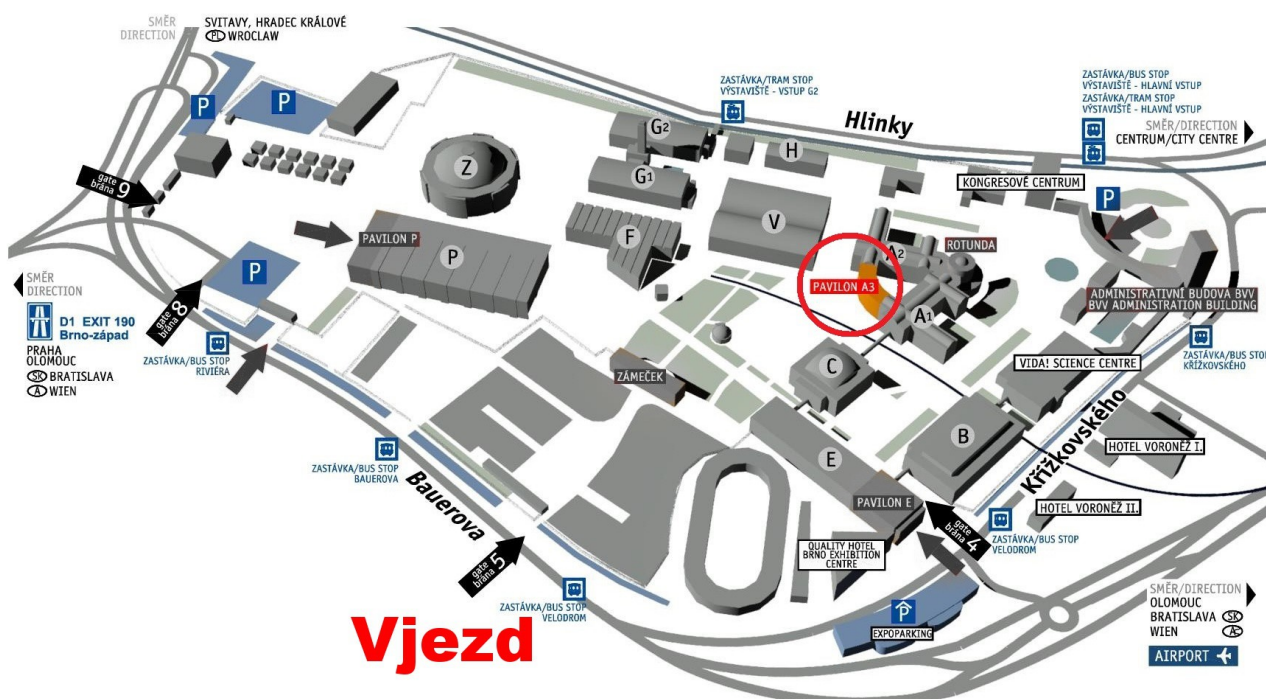 SMĚR
DIRECTION
SVITAVY, HRADEC KRÁLOVÉ
PL WROCLAW
ZASTÁVKA/TRAM STOP
VÝSTAVIŠTĚ - VSTUP G2
ZASTÁVKA/BUS STOP
VÝSTAVIŠTĚ - HLAVNÍ VSTUP
ZASTÁVKA/TRAM STOP
VÝSTAVIŠTĚ - HLAVNÍ VSTUP
SMĚR/DIRECTION
CENTRUM/CITY CENTRE
Hlinky
P
P
G2
H
Z
G1
KONGRESOVÉ CENTRUM
P
gate
brána 9
V
F
A2
ROTUNDA
PAVILON P
P
P
PAVILON A3
A1
SMĚR
DIRECTION
D1 EXIT 190
Brno-západ
PRAHA
OLOMOUC
SK BRATISLAVA
A WIEN
gate
brána 8
ADMINISTRATIVNÍ BUDOVA BVV
BVV ADMINISTRATION BUILDING
ZASTÁVKA/BUS STOP
RIVIÉRA
ZASTÁVKA/BUS STOP
KŘÍŽKOVSKÉHO
VIDA! SCIENCE CENTRE
C
ZÁMEČEK
Křížkovského
B
E
HOTEL VORONĚŽ I.
ZASTÁVKA/BUS STOP
BAUEROVA
Bauerova
PAVILON E
HOTEL VORONĚŽ II.
gate
brána 4
ZASTÁVKA/BUS STOP
VELODROM
QUALITY HOTEL
BRNO EXHIBITION
CENTRE
gate
brána 5
ZASTÁVKA/BUS STOP
VELODROM
Vjezd
P
EXPOPARKING
SMĚR/DIRECTION
OLOMOUC
BRATISLAVA SK
WIEN A
AIRPORT